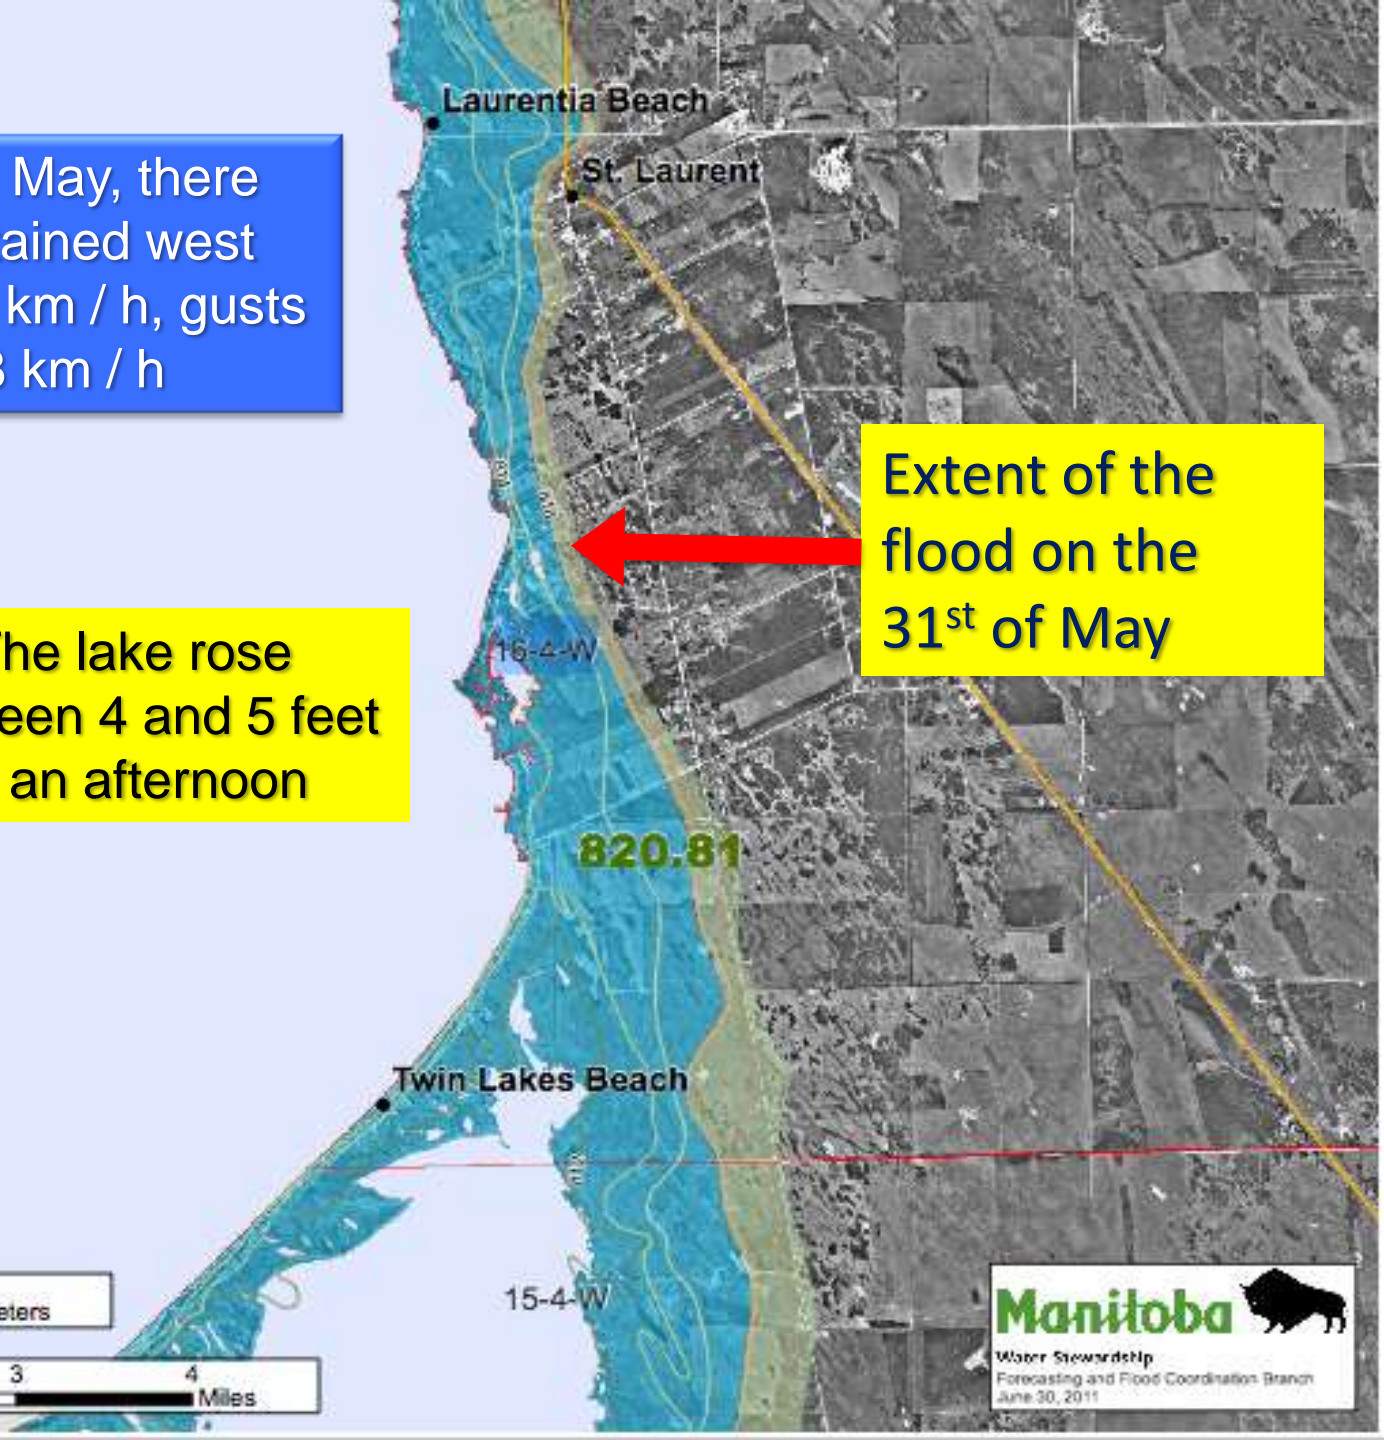 Laurentia Beach
St. Laurent
May, there
ained west
km / h, gusts
km / h
Extent of the
flood on the
31st of May
he lake rose
een 4 and 5 feet
an afternoon
16-4-W
820.81
Twin Lakes Beach
15-4-W
eters
3 4
Miles
Manitoba
Water Stewardship
Forecasting and Flood Coordination Branch
June 30, 2011